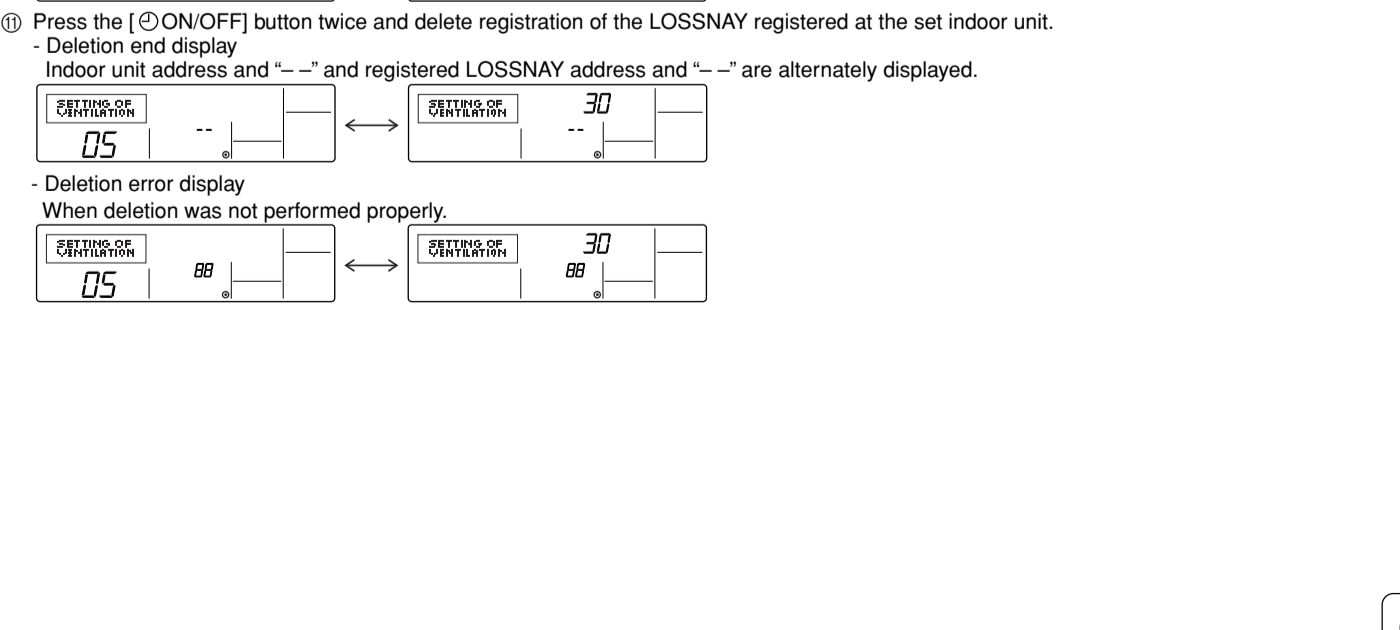 ⑪ Press the [ ON/OFF] button twice and delete registration of the LOSSNAY registered at the set indoor unit.
- Deletion end display
Indoor unit address and “– –” and registered LOSSNAY address and “– –” are alternately displayed.
SETTING OF SETTING OF 30
VENTILATION VENTILATION
05 -- --
- Deletion error display
When deletion was not performed properly.
SETTING OF SETTING OF 30
VENTILATION VENTILATION
05 88 88